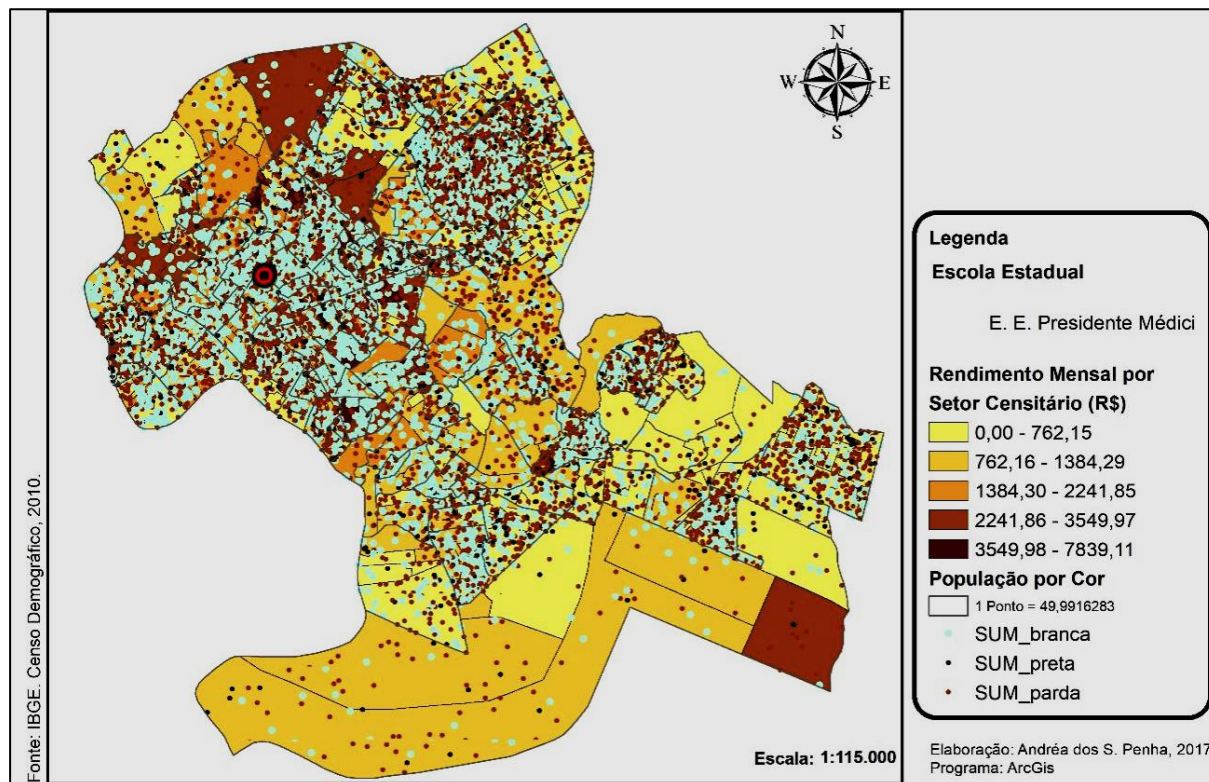 N
W E
S
Escala: 1:115.000
Fonte: IBGE. Censo Demográfico, 2010.
Legenda
Escola Estadual
E. E. Presidente Médici
Rendimento Mensal por
Setor Censitário (R$)
0,00 - 762,15
762,16 - 1384,29
1384,30 - 2241,85
2241,86 - 3549,97
3549,98 - 7839,11
População por Cor
1 Ponto = 49,9916283
SUM_branca
SUM_preta
SUM_parda
Elaboração: Andréa dos S. Penha, 2017
Programa: ArcGis